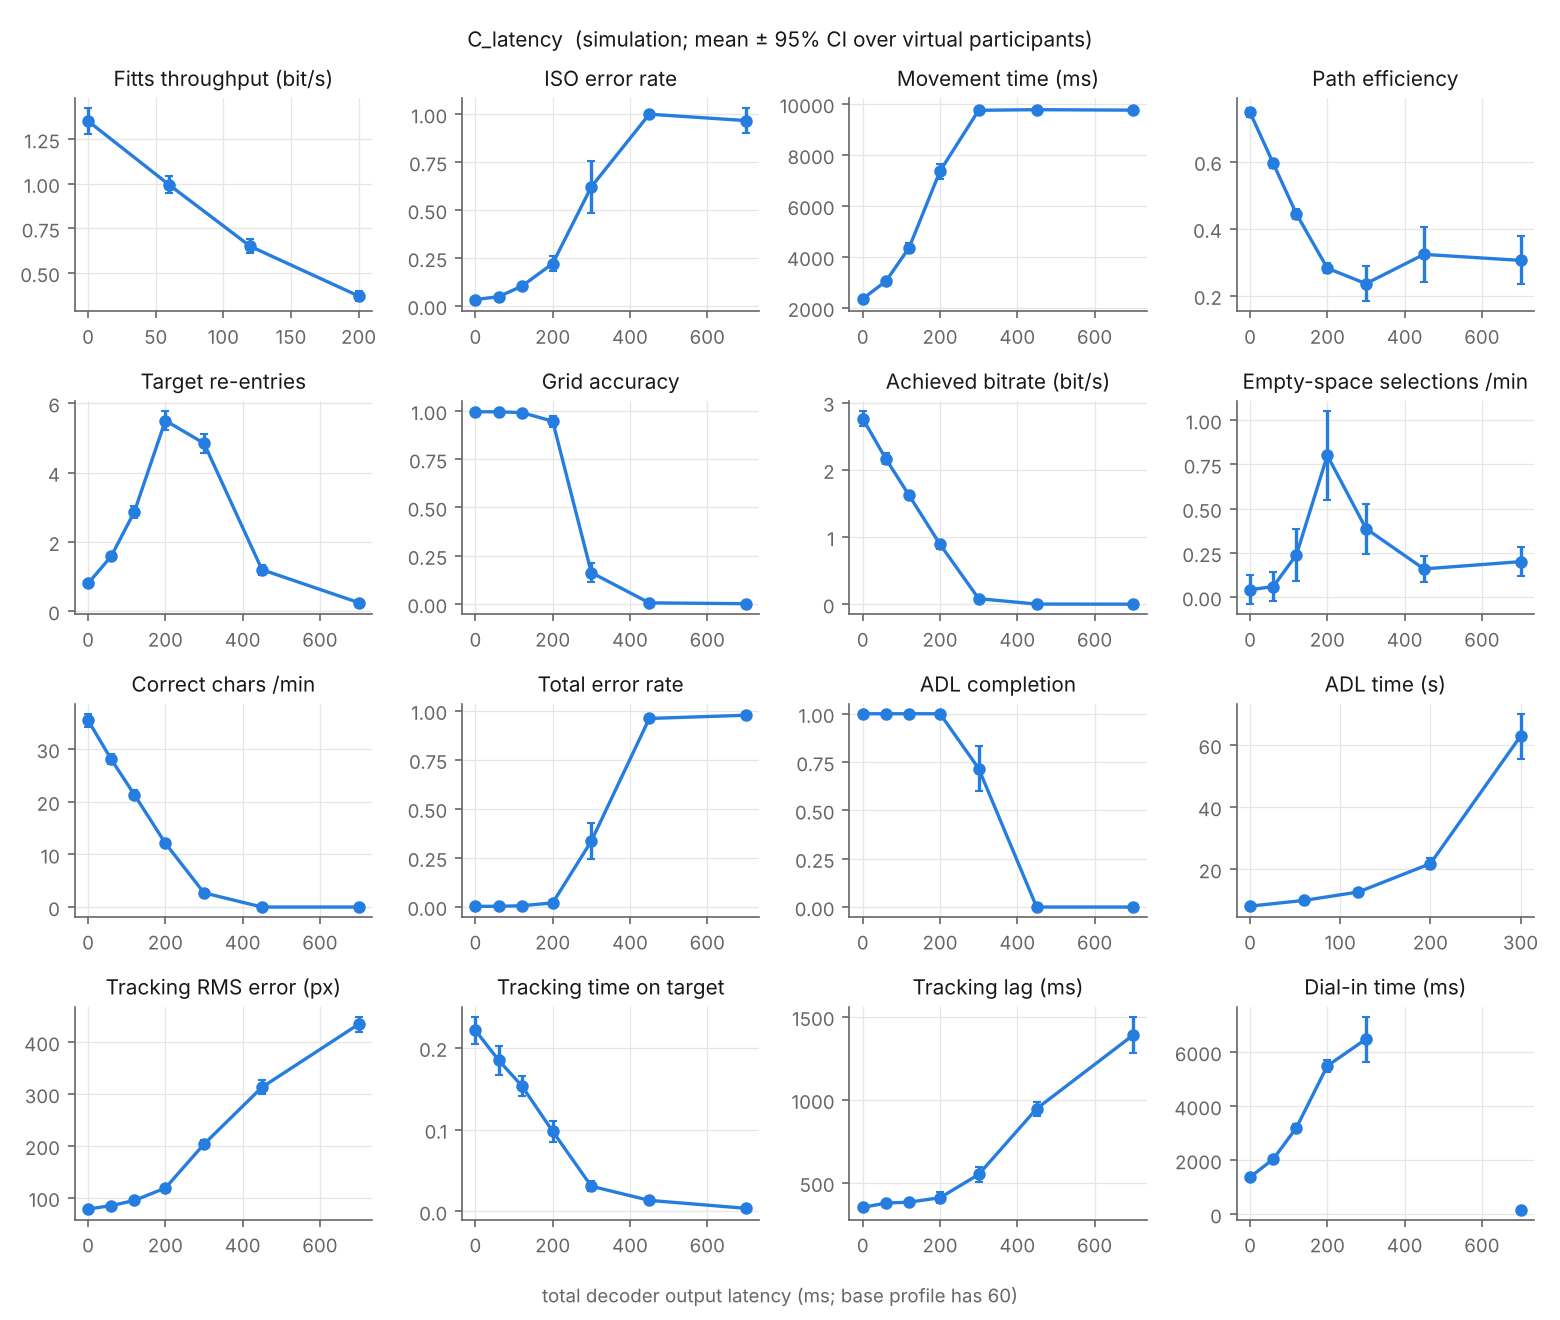 C_latency (simulation; mean ± 95% CI over virtual participants)
Fitts throughput (bit/s)
ISO error rate
Movement time (ms)
Path efficiency
1.25
1.00
0.75
0.50
0 50 100 150 200
1.00
0.75
0.50
0.25
0.00
0 200 400 600
10000
8000
6000
4000
2000
0 200 400 600
0.6
0.4
0.2
0 200 400 600
Target re-entries
Grid accuracy
Achieved bitrate (bit/s)
Empty-space selections /min
6
4
2
0
0 200 400 600
1.00
0.75
0.50
0.25
0.00
0 200 400 600
3
2
1
0
0 200 400 600
1.00
0.75
0.50
0.25
0.00
0 200 400 600
Correct chars /min
Total error rate
ADL completion
ADL time (s)
30
20
10
0
0 200 400 600
1.00
0.75
0.50
0.25
0.00
0 200 400 600
1.00
0.75
0.50
0.25
0.00
0 200 400 600
60
40
20
0 100 200 300
Tracking RMS error (px)
Tracking time on target
Tracking lag (ms)
Dial-in time (ms)
400
300
200
100
0 200 400 600
0.2
0.1
0.0
0 200 400 600
1500
1000
500
0 200 400 600
6000
4000
2000
0
0 200 400 600
total decoder output latency (ms; base profile has 60)